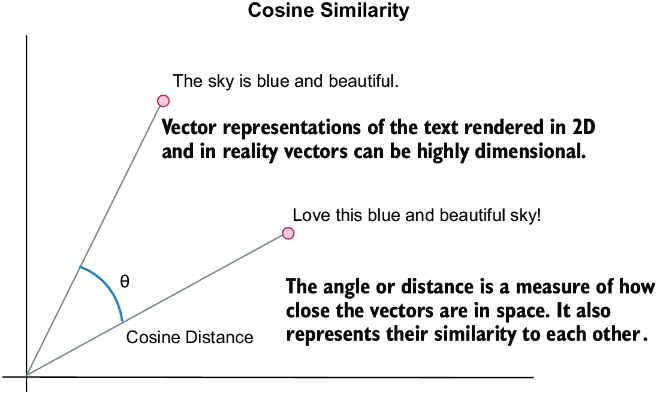 Cosine Similarity
The sky is blue and beautiful.
Vector representations of the text rendered in 2D
and in reality vectors can be highly dimensional.
Love this blue and beautiful sky!
θ
The angle or distance is a measure of how
close the vectors are in space. It also
represents their similarity to each other.
Cosine Distance